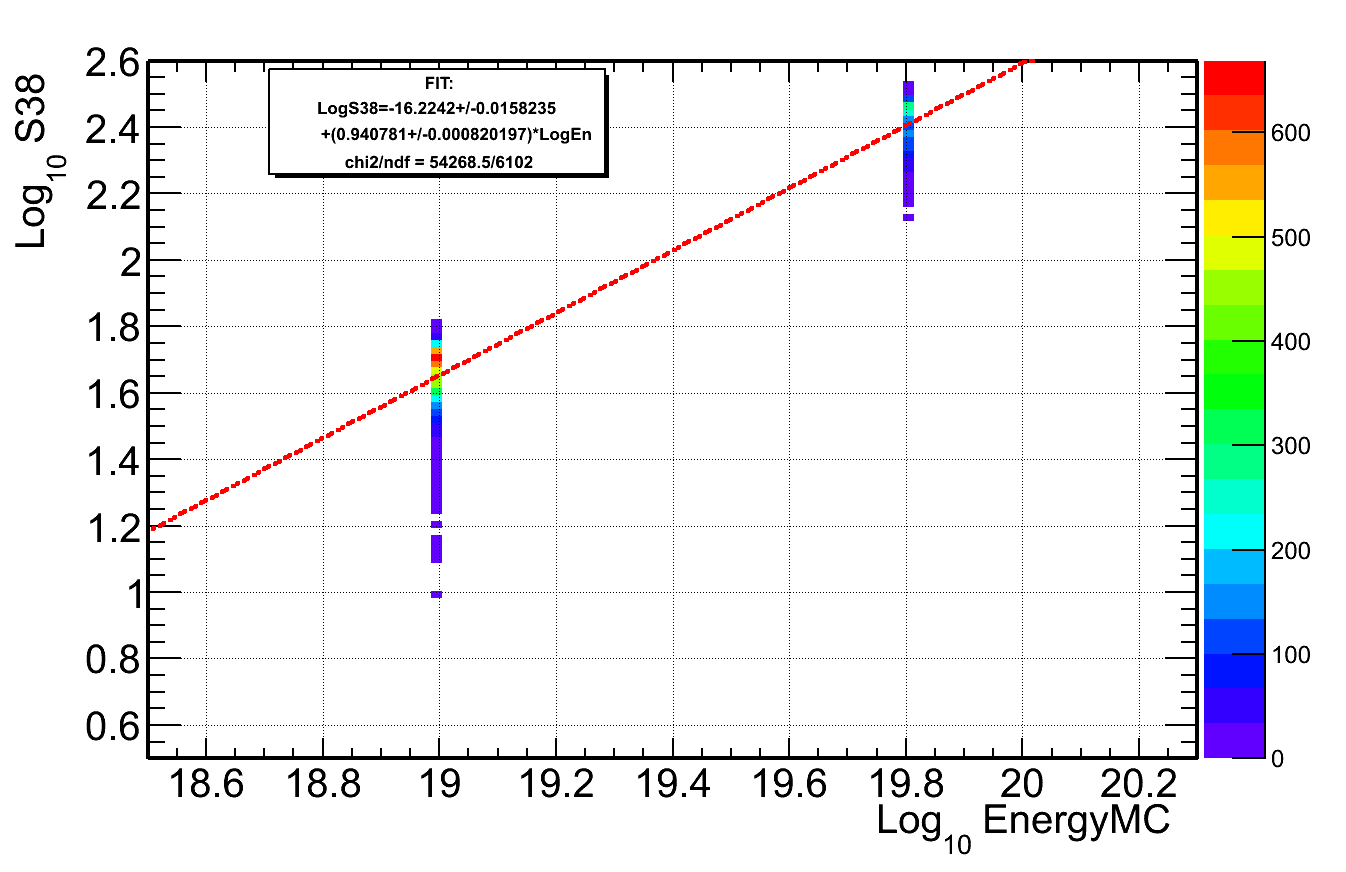 FIT:
LogS38=-16.2242+/-0.0158235
+(0.940781+/-0.000820197)*LogEn
chi2/ndf = 54268.5/6102
Log10 S38
2.6
2.4
2.2
2
1.8
1.6
1.4
1.2
1
0.8
0.6
18.6 18.8 19 19.2 19.4 19.6 19.8 20 20.2
Log10 EnergyMC
600
500
400
300
200
100
0